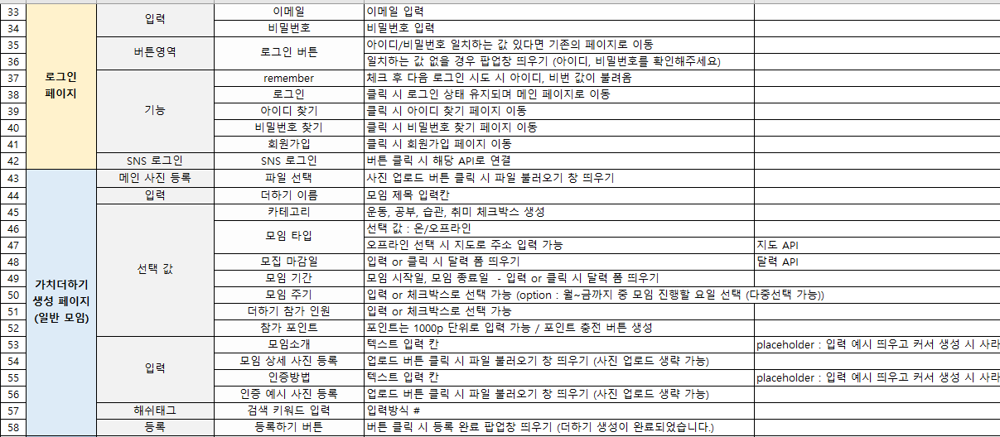 33 입력 이메일 이메일 입력
34 비밀번호 비밀번호 입력
35 버튼영역 로그인 버튼 아이디/비밀번호 일치하는 값 있다면 기존의 페이지로 이동
36 일치하는 값 없을 경우 팝업창 띄우기 (아이디, 비밀번호를 확인해주세요)
로그인
페이지
37 기능 remember 체크 후 다음 로그인 시도 시 아이디, 비번 값이 불려옴
38 로그인 클릭 시 로그인 상태 유지되며 메인 페이지로 이동
39 아이디 찾기 클릭 시 아이디 찾기 페이지 이동
40 비밀번호 찾기 클릭 시 비밀번호 찾기 페이지 이동
41 회원가입 클릭 시 회원가입 페이지 이동
42 SNS 로그인 SNS 로그인 버튼 클릭 시 해당 API로 연결
43 메인 사진 등록 파일 선택 사진 업로드 버튼 클릭 시 파일 불러오기 창 띄우기
44 입력 더하기 이름 모임 제목 입력칸
45 선택 값 카테고리 운동, 공부, 습관, 취미 체크박스 생성
46 모임 타입 선택 값 : 온/오프라인
47 오프라인 선택 시 지도로 주소 입력 가능 지도 API
48 모집 마감일 입력 or 클릭 시 달력 폼 띄우기 달력 API
49 모임 기간 모임 시작일, 모임 종료일 - 입력 or 클릭 시 달력 폼 띄우기
가치더하기
생성 페이지
(일반 모임)
50 모임 주기 입력 or 체크박스로 선택 가능 (option : 월~금까지 중 모임 진행할 요일 선택 (다중선택 가능))
51 더하기 참가 인원 입력 or 체크박스로 선택 가능
52 참가 포인트 포인트는 1000p 단위로 입력 가능 / 포인트 충전 버튼 생성
53 입력 모임소개 텍스트 입력 칸 placeholder : 입력 예시 띄우고 커서 생성 시 사라
54 모임 상세 사진 등록 업로드 버튼 클릭 시 파일 불러오기 창 띄우기 (사진 업로드 생략 가능)
55 인증방법 텍스트 입력 칸 placeholder : 입력 예시 띄우고 커서 생성 시 사라
56 인증 예시 사진 등록 업로드 버튼 클릭 시 파일 불러오기 창 띄우기 (사진 업로드 생략 가능)
57 해쉬태그 검색 키워드 입력 입력방식 #
58 등록 등록하기 버튼 버튼 클릭 시 등록 완료 팝업창 띄우기 (더하기 생성이 완료되었습니다.)